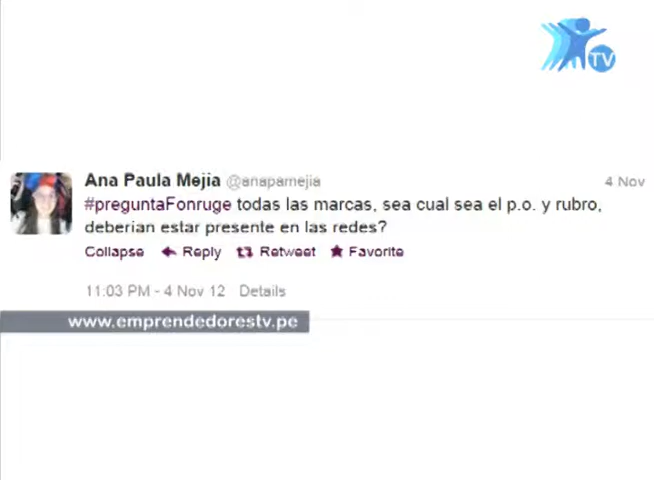 TV
Ana Paula Mejia @anapamejia 4 Nov
#preguntaFonruge todas las marcas, sea cual sea el p.o. y rubro,
deberian estar presente en las redes?
Collapse Reply Retweet Favorite
11:03 PM - 4 Nov 12 Details
www.emprendedorestv.pe